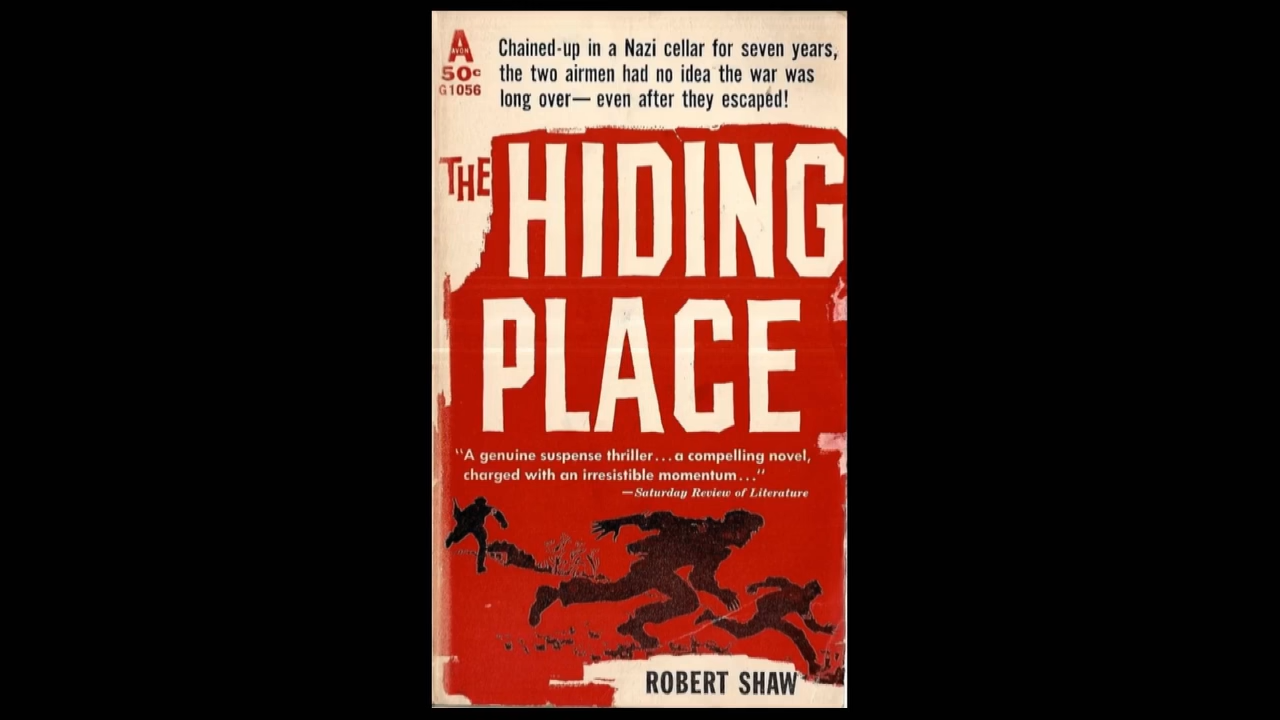 A
AVON
50c
G1056
Chained-up in a Nazi cellar for seven years,
the two airmen had no idea the war was
long over— even after they escaped!
THE
HIDING
PLACE
"A genuine suspense thriller...a compelling novel,
charged with an irresistible momentum..."
—Saturday Review of Literature
ROBERT SHAW